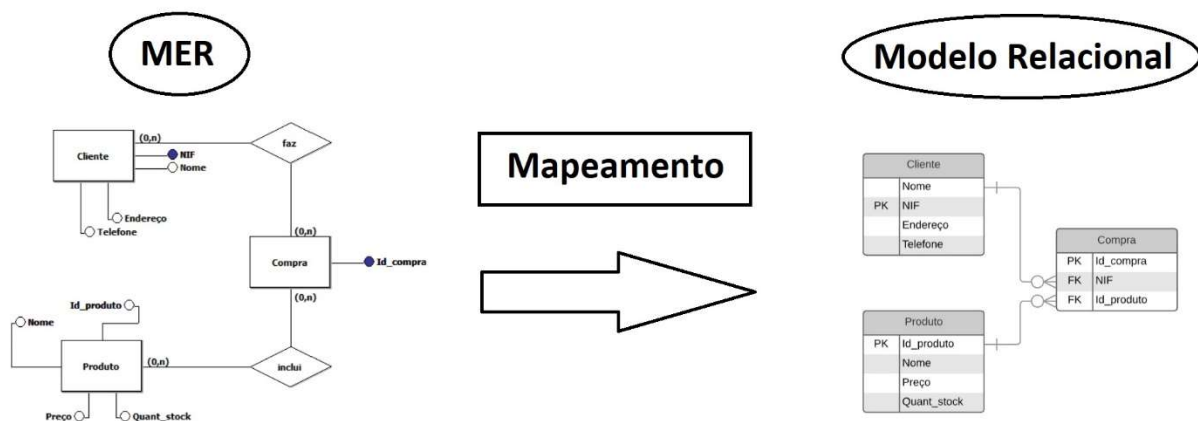 MER
Modelo Relacional
(0,n)
faz
Cliente
NIF
Nome
Endereço
Telefone
(0,n)
Compra
Id_compra
(0,n)
Id_produto
Nome
Produto
(0,n)
inclui
Preço
Quant_stock
Mapeamento
Cliente
Nome
PK NIF
Endereço
Telefone
Compra
PK Id_compra
FK NIF
FK Id_produto
Produto
PK Id_produto
Nome
Preço
Quant_stock